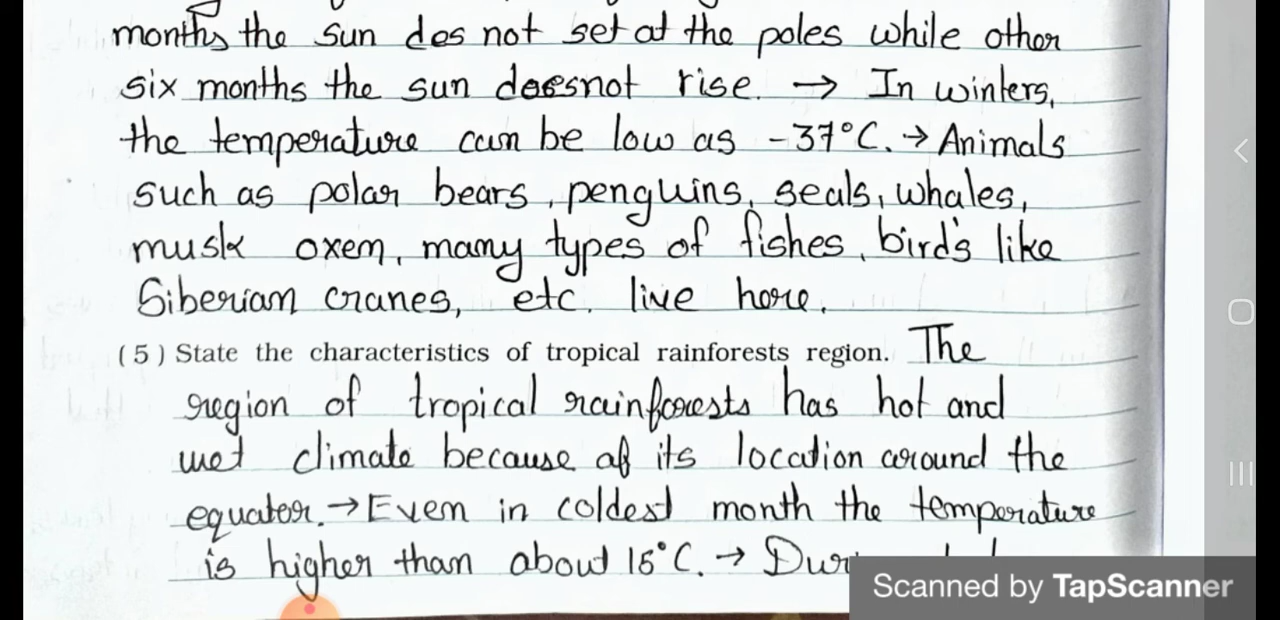 months the sun des not set at the poles while other
six months the sun doesnot rise. → In winters,
the temperature can be low as -37°C. → Animals
such as polar bears, penguins, seals, whales,
musk oxem, many types of fishes, birds like
Siberian cranes, etc. live here.
(5) State the characteristics of tropical rainforests region. The
region of tropical rainforests has hot and
wet climate because of its location around the
equator. → Even in coldest month the temperature
is higher than about 15°C. →
Scanned by TapScanner